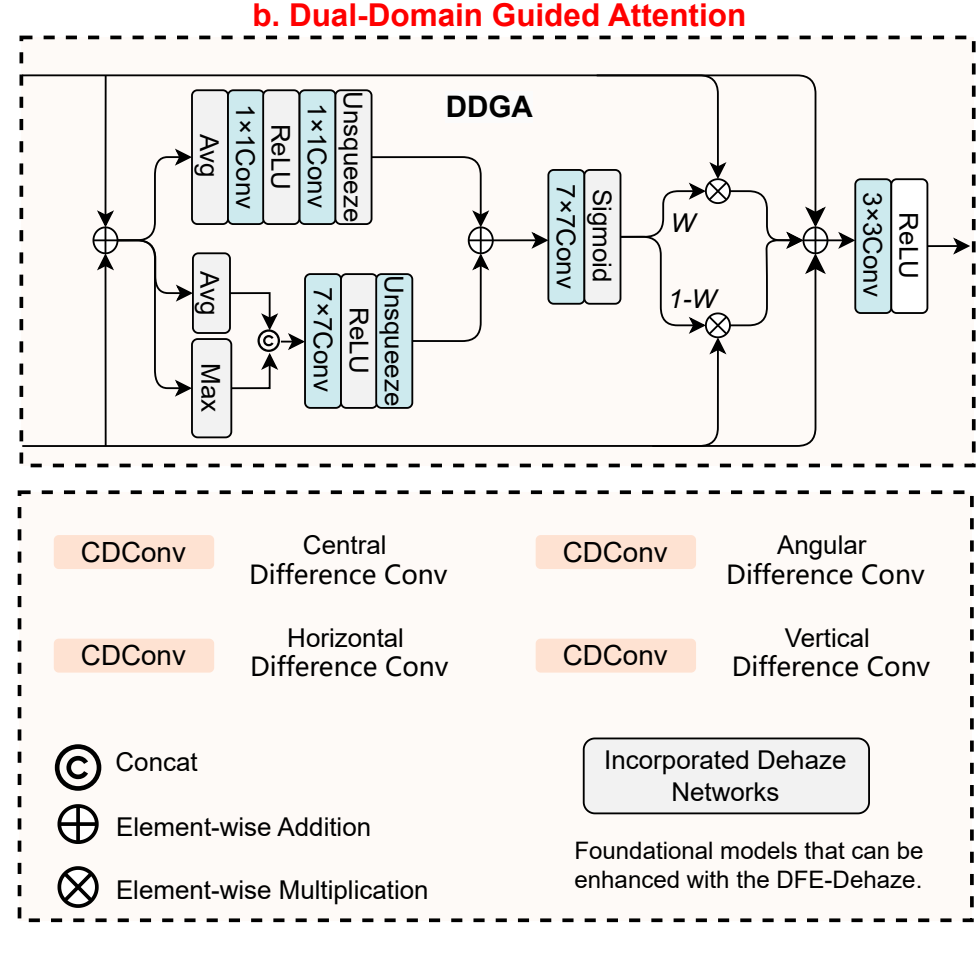 b. Dual-Domain Guided Attention
DDGA
Avg
1×1Conv
ReLU
1×1Conv
Unsqueeze
Avg
Max
C
7×7Conv
ReLU
Unsqueeze
7×7Conv
Sigmoid
W
1-W
3×3Conv
ReLU
CDConv
Central
Difference Conv
CDConv
Angular
Difference Conv
CDConv
Horizontal
Difference Conv
CDConv
Vertical
Difference Conv
C
Concat
Element-wise Addition
Element-wise Multiplication
Incorporated Dehaze
Networks
Foundational models that can be
enhanced with the DFE-Dehaze.